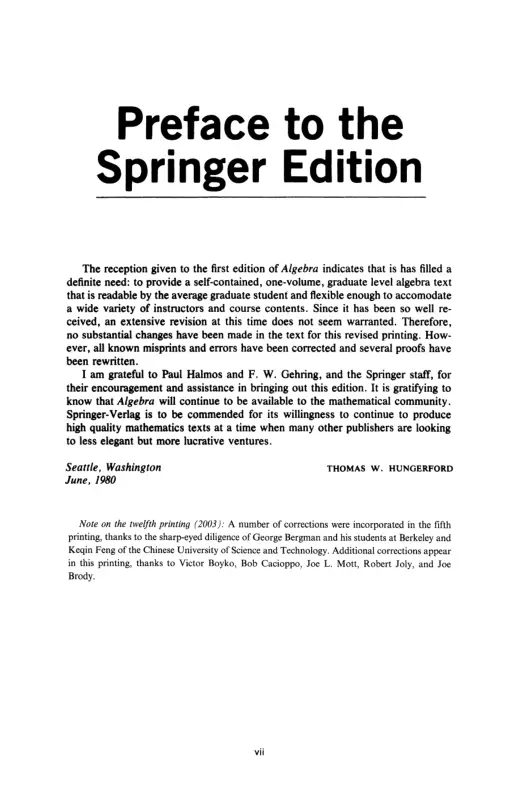 Preface to the
Springer Edition
The reception given to the first edition of Algebra indicates that is has filled a
definite need: to provide a self-contained, one-volume, graduate level algebra text
that is readable by the average graduate student and flexible enough to accomodate
a wide variety of instructors and course contents. Since it has been so well re-
ceived, an extensive revision at this time does not seem warranted. Therefore,
no substantial changes have been made in the text for this revised printing. How-
ever, all known misprints and errors have been corrected and several proofs have
been rewritten.
I am grateful to Paul Halmos and F. W. Gehring, and the Springer staff, for
their encouragement and assistance in bringing out this edition. It is gratifying to
know that Algebra will continue to be available to the mathematical community.
Springer-Verlag is to be commended for its willingness to continue to produce
high quality mathematics texts at a time when many other publishers are looking
to less elegant but more lucrative ventures.
Seattle, Washington THOMAS W. HUNGERFORD
June, 1980
Note on the twelfth printing (2003): A number of corrections were incorporated in the fifth
printing, thanks to the sharp-eyed diligence of George Bergman and his students at Berkeley and
Keqin Feng of the Chinese University of Science and Technology. Additional corrections appear
in this printing, thanks to Victor Boyko, Bob Cacioppo, Joe L. Mott, Robert Joly, and Joe
Brody.
vii